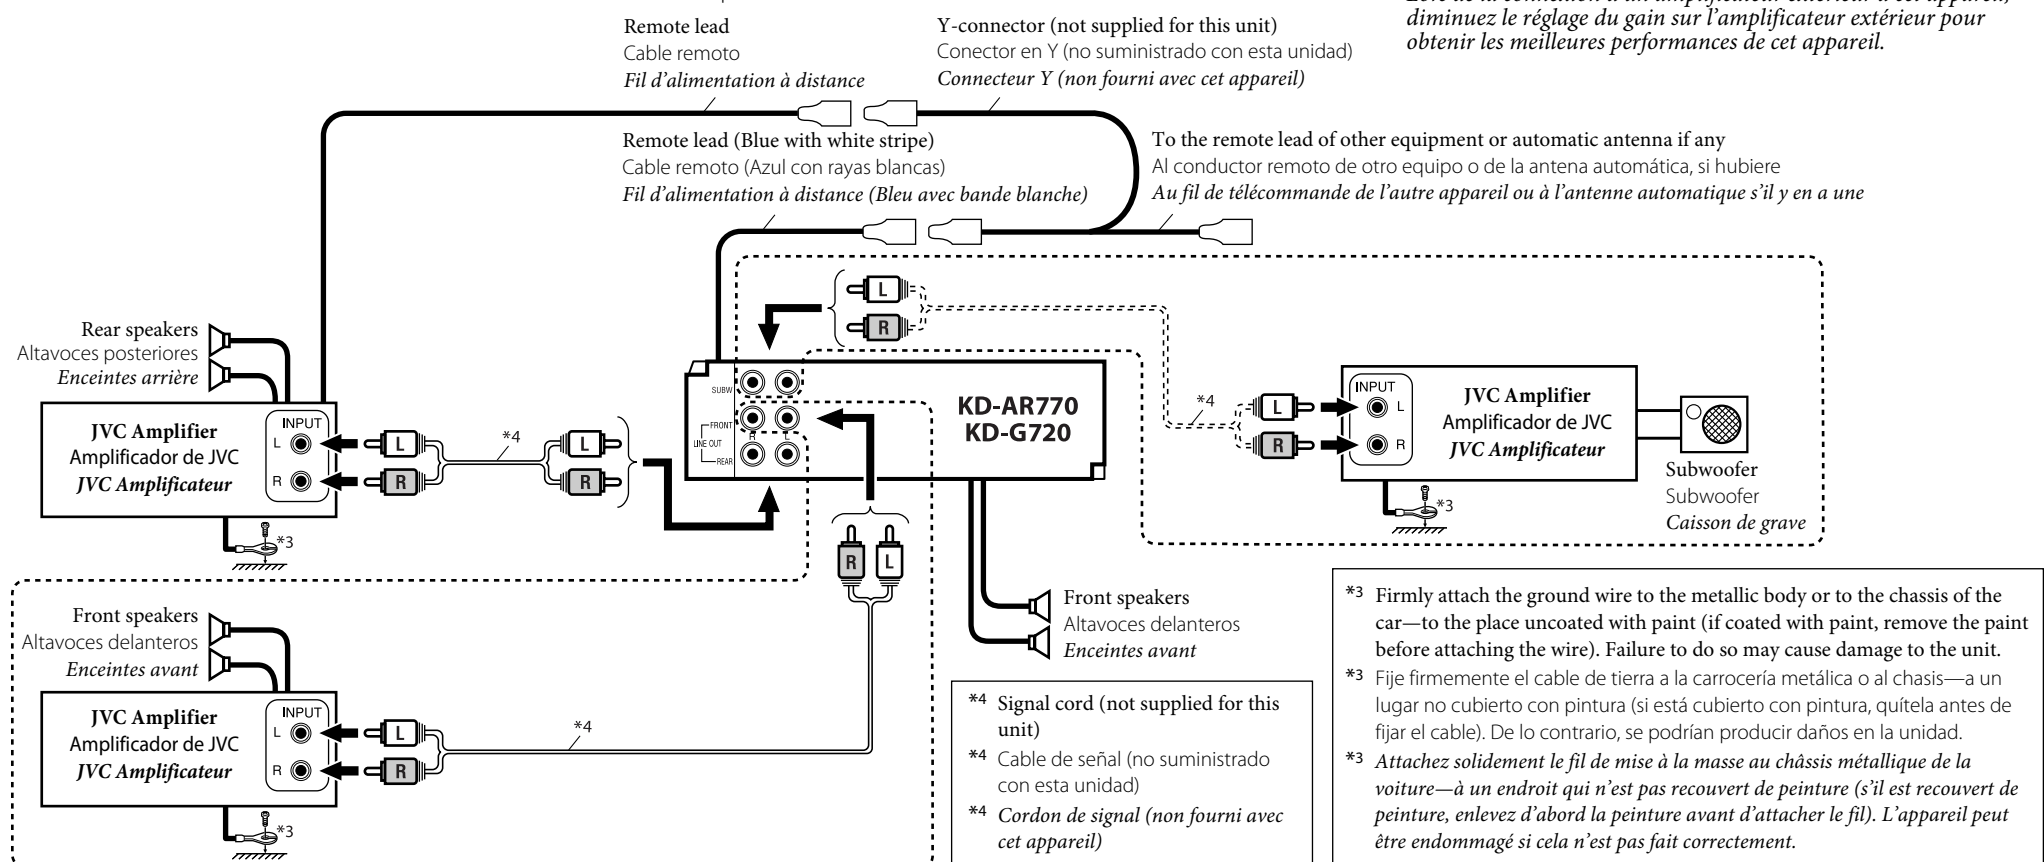 diminuez le réglage du gain sur l’amplificateur extérieur pour
obtenir les meilleures performances de cet appareil.
Remote lead
Cable remoto
Fil d’alimentation à distance
Y-connector (not supplied for this unit)
Conector en Y (no suministrado con esta unidad)
Connecteur Y (non fourni avec cet appareil)
Remote lead (Blue with white stripe)
Cable remoto (Azul con rayas blancas)
Fil d’alimentation à distance (Bleu avec bande blanche)
To the remote lead of other equipment or automatic antenna if any
Al conductor remoto de otro equipo o de la antena automática, si hubiere
Au fil de télécommande de l’autre appareil ou à l’antenne automatique s’il y en a une
L
R
Rear speakers
Altavoces posteriores
Enceintes arrière
JVC Amplifier
Amplificador de JVC
JVC Amplificateur
INPUT
L
R
L
R
*4
L
R
*3
SUBW
FRONT
LINE OUT
REAR
R
L
KD-AR770
KD-G720
*4
L
R
INPUT
L
R
JVC Amplifier
Amplificador de JVC
JVC Amplificateur
*3
Subwoofer
Subwoofer
Caisson de grave
R
L
Front speakers
Altavoces delanteros
Enceintes avant
Front speakers
Altavoces delanteros
Enceintes avant
JVC Amplifier
Amplificador de JVC
JVC Amplificateur
INPUT
L
R
L
R
*4
*3
*4 Signal cord (not supplied for this
unit)
*4 Cable de señal (no suministrado
con esta unidad)
*4 Cordon de signal (non fourni avec
cet appareil)
*3 Firmly attach the ground wire to the metallic body or to the chassis of the
car—to the place uncoated with paint (if coated with paint, remove the paint
before attaching the wire). Failure to do so may cause damage to the unit.
*3 Fije firmemente el cable de tierra a la carrocería metálica o al chasis—a un
lugar no cubierto con pintura (si está cubierto con pintura, quítela antes de
fijar el cable). De lo contrario, se podrían producir daños en la unidad.
*3 Attachez solidement le fil de mise à la masse au châssis métallique de la
voiture—à un endroit qui n’est pas recouvert de peinture (s’il est recouvert de
peinture, enlevez d’abord la peinture avant d’attacher le fil). L’appareil peut
être endommagé si cela n’est pas fait correctement.